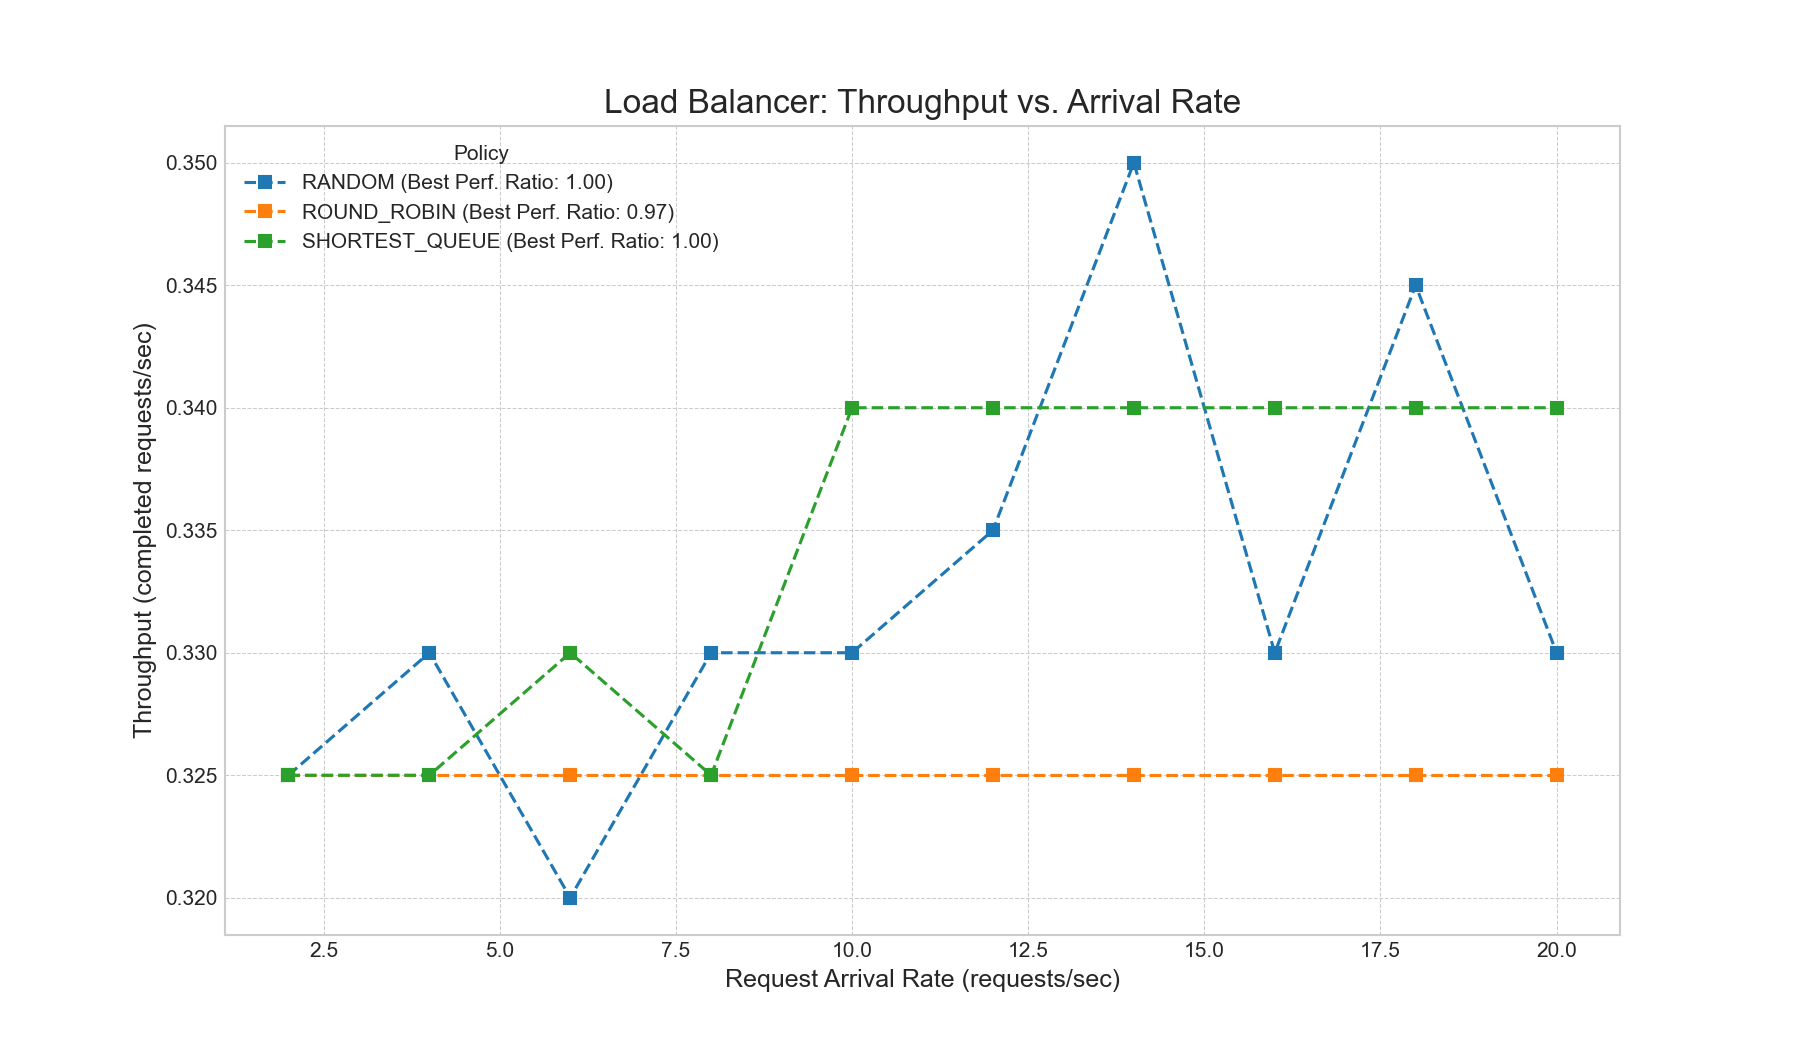 Load Balancer: Throughput vs. Arrival Rate
Policy
RANDOM (Best Perf. Ratio: 1.00)
ROUND_ROBIN (Best Perf. Ratio: 0.97)
SHORTEST_QUEUE (Best Perf. Ratio: 1.00)
Throughput (completed requests/sec)
0.350
0.345
0.340
0.335
0.330
0.325
0.320
2.5 5.0 7.5 10.0 12.5 15.0 17.5 20.0
Request Arrival Rate (requests/sec)